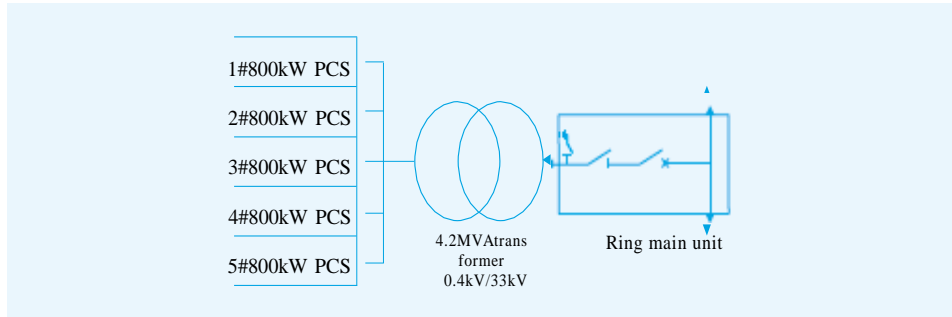 1#800kW PCS
2#800kW PCS
3#800kW PCS
4#800kW PCS
5#800kW PCS
4.2MVAtrans
former
0.4kV/33kV
Ring main unit